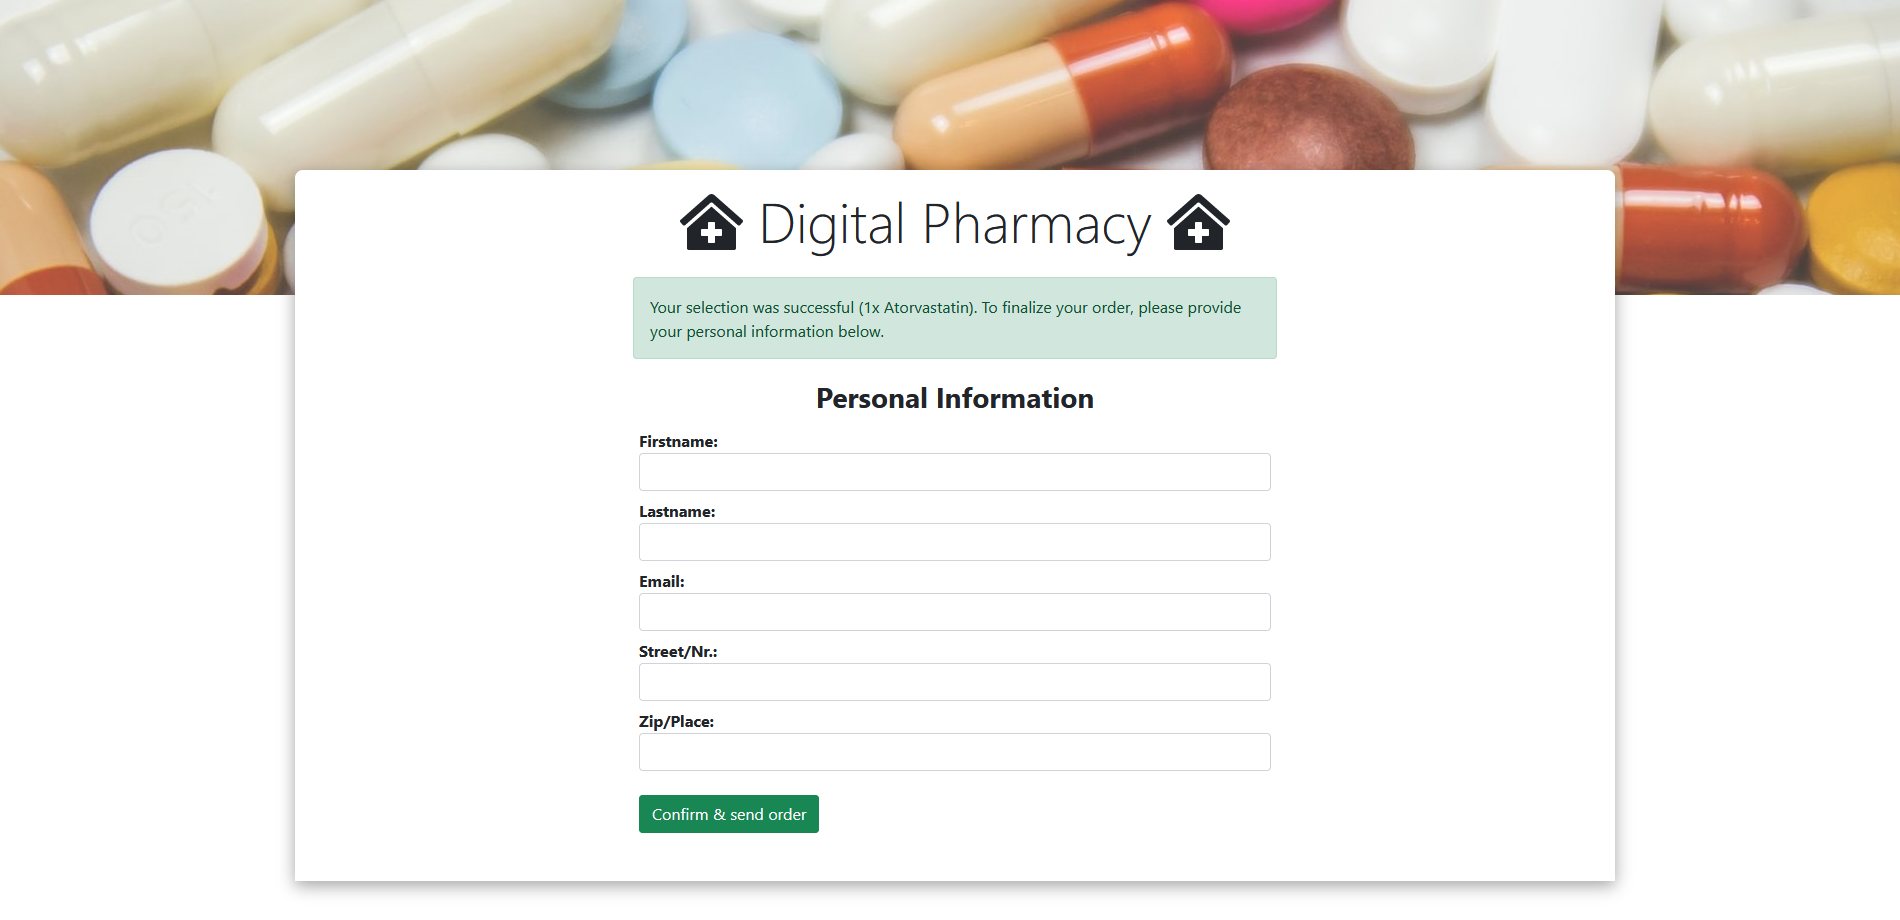 Digital Pharmacy
Your selection was successful (1x Atorvastatin). To finalize your order, please provide
your personal information below.
Personal Information
Firstname:
Lastname:
Email:
Street/Nr.:
Zip/Place:
Confirm & send order